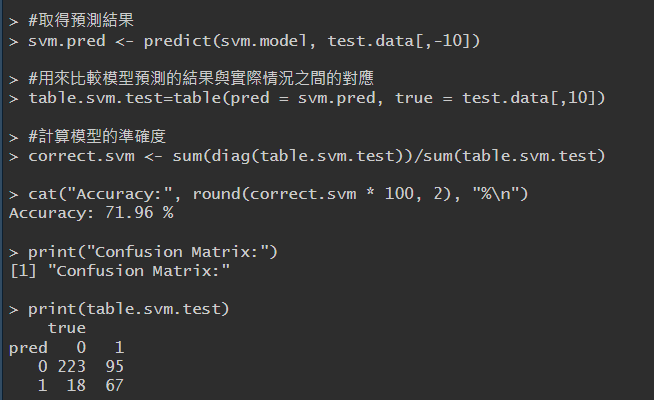 > #取得預測結果
> svm.pred <- predict(svm.model, test.data[,-10])
> #用來比較模型預測的結果與實際情況之間的對應
> table.svm.test=table(pred = svm.pred, true = test.data[,10])
> #計算模型的準確度
> correct.svm <- sum(diag(table.svm.test))/sum(table.svm.test)
> cat("Accuracy:", round(correct.svm * 100, 2), "%\n")
Accuracy: 71.96 %
> print("Confusion Matrix:")
[1] "Confusion Matrix:"
> print(table.svm.test)
    true
pred   0   1
   0 223  95
   1  18  67